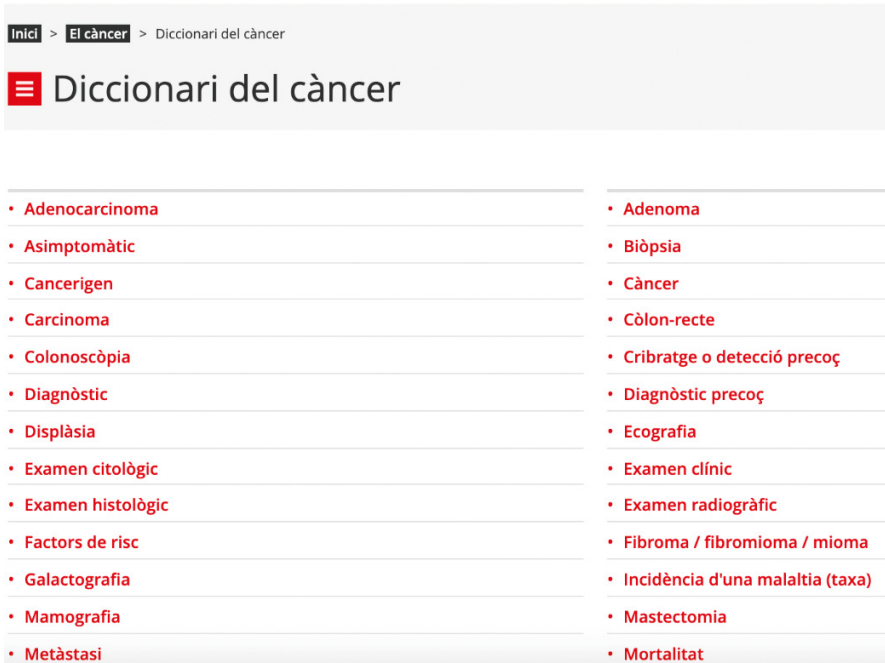 Inici > El càncer > Diccionari del càncer
Diccionari del càncer
• Adenocarcinoma
• Adenoma
• Asimptomàtic
• Biòpsia
• Cancerigen
• Càncer
• Carcinoma
• Còlon-recte
• Colonoscòpia
• Cribratge o detecció precoç
• Diagnòstic
• Diagnòstic precoç
• Displàsia
• Ecografia
• Examen citològic
• Examen clínic
• Examen histològic
• Examen radiogràfic
• Factors de risc
• Fibroma / fibromioma / mioma
• Galactografia
• Incidència d'una malaltia (taxa)
• Mamografia
• Mastectomia
• Metàstasi
• Mortalitat